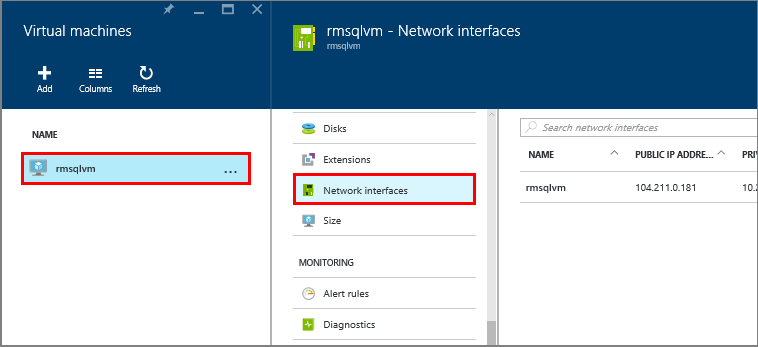 Virtual machines
Add
Columns
Refresh
NAME
rmsqlvm
...
rmsqlvm - Network interfaces
rmsqlvm
Disks
Extensions
Network interfaces
Size
MONITORING
Alert rules
Diagnostics
Search network interfaces
NAME PUBLIC IP ADDRE... PRIV
rmsqlvm 104.211.0.181 10.2